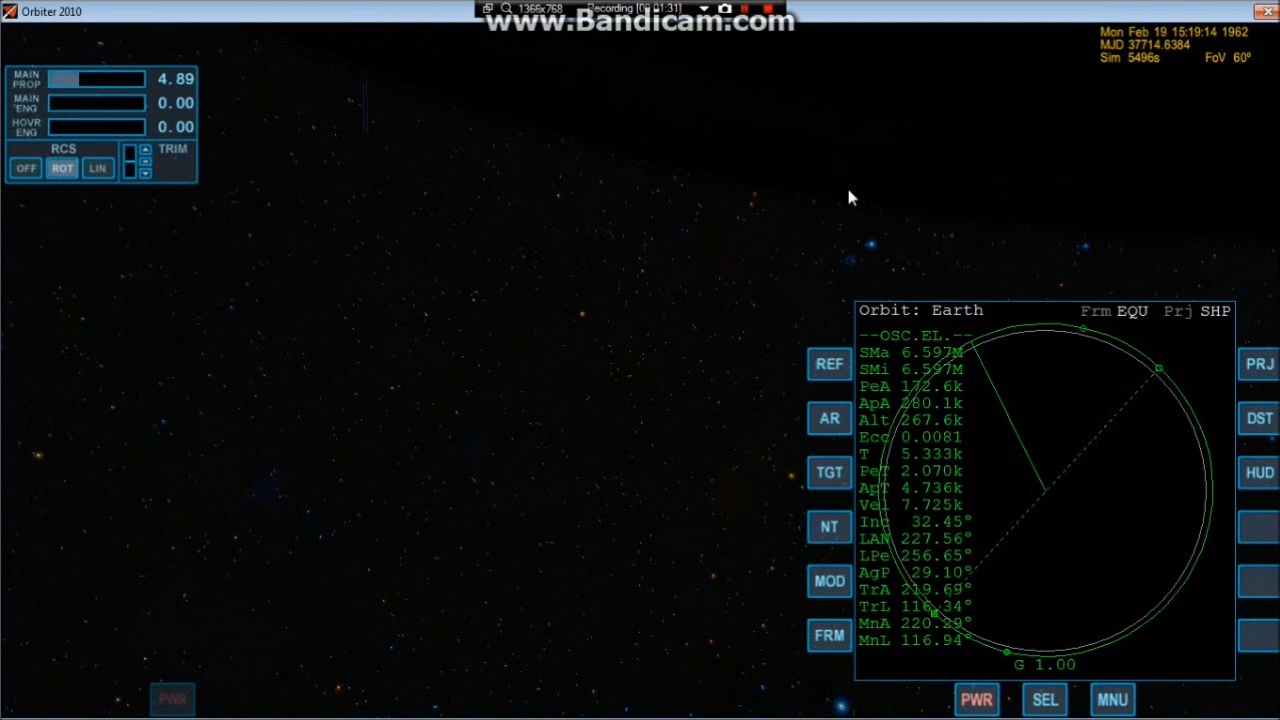 Orbiter 2010
1366x768 Recording [00:01:31]
www.Bandicam.com
Mon Feb 19 15:19:14 1962
MJD 37714.6384
Sim 5496s FoV 60°
MAIN PROP 4.89
MAIN ENG 0.00
HOVR ENG 0.00
RCS TRIM
OFF ROT LIN
Orbit: Earth Frm EQU Prj SHP
--OSC.EL.--
SMa 6.597M
SMi 6.597M
PeA 172.6k
ApA 280.1k
Alt 267.6k
Ecc 0.0081
T 5.333k
PeT 2.070k
ApT 4.736k
Vel 7.725k
Inc 32.45°
LAN 227.56°
LPe 256.65°
AgP 29.10°
TrA 219.69°
TrL 116.34°
MnA 220.29°
MnL 116.94°
G 1.00
REF
AR
TGT
NT
MOD
FRM
PRJ
DST
HUD
PWR
PWR SEL MNU